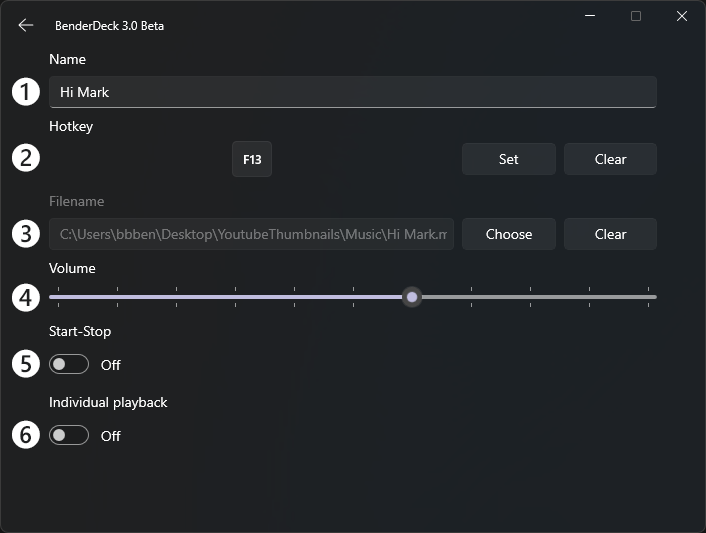 BenderDeck 3.0 Beta
Name
1 Hi Mark
Hotkey
2 F13 Set Clear
Filename
3 C:\Users\bbben\Desktop\YoutubeThumbnails\Music\Hi Mark.m Choose Clear
Volume
4
Start-Stop
5 Off
Individual playback
6 Off